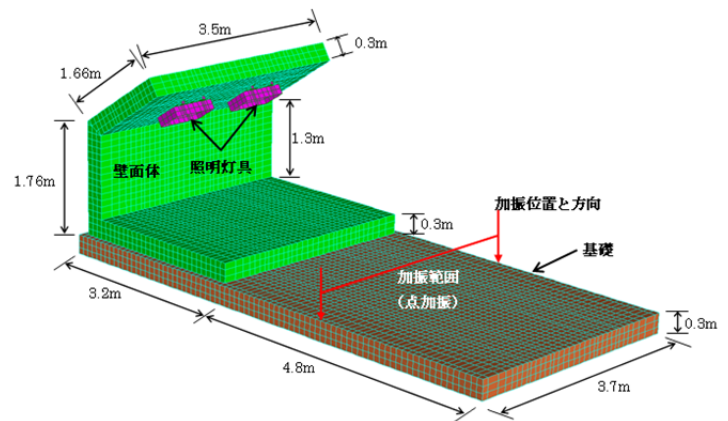 3.5m
0.3m
1.66m
1.3m
壁面体
照明灯具
1.76m
加振位置と方向
0.3m
基礎
加振範囲
(点加振)
3.2m
0.3m
4.8m
3.7m